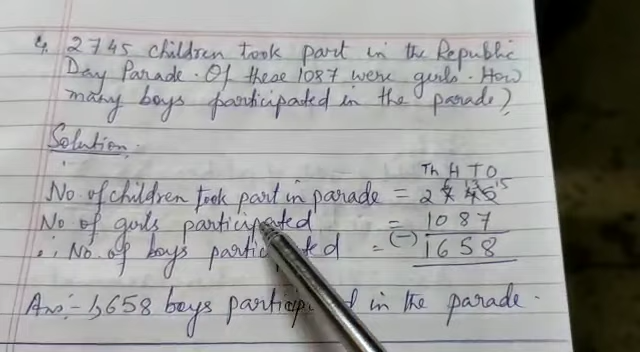 4. 2745 children took part in the Republic
Day Parade. Of these 1087 were girls. How
many boys participated in the parade?
Solution:
Th H T O
No. of children took part in parade = 2745 15
No of girls participated = 1087
∴ No. of boys participated = (-) 1658
Ans:- 1,658 boys in the parade.